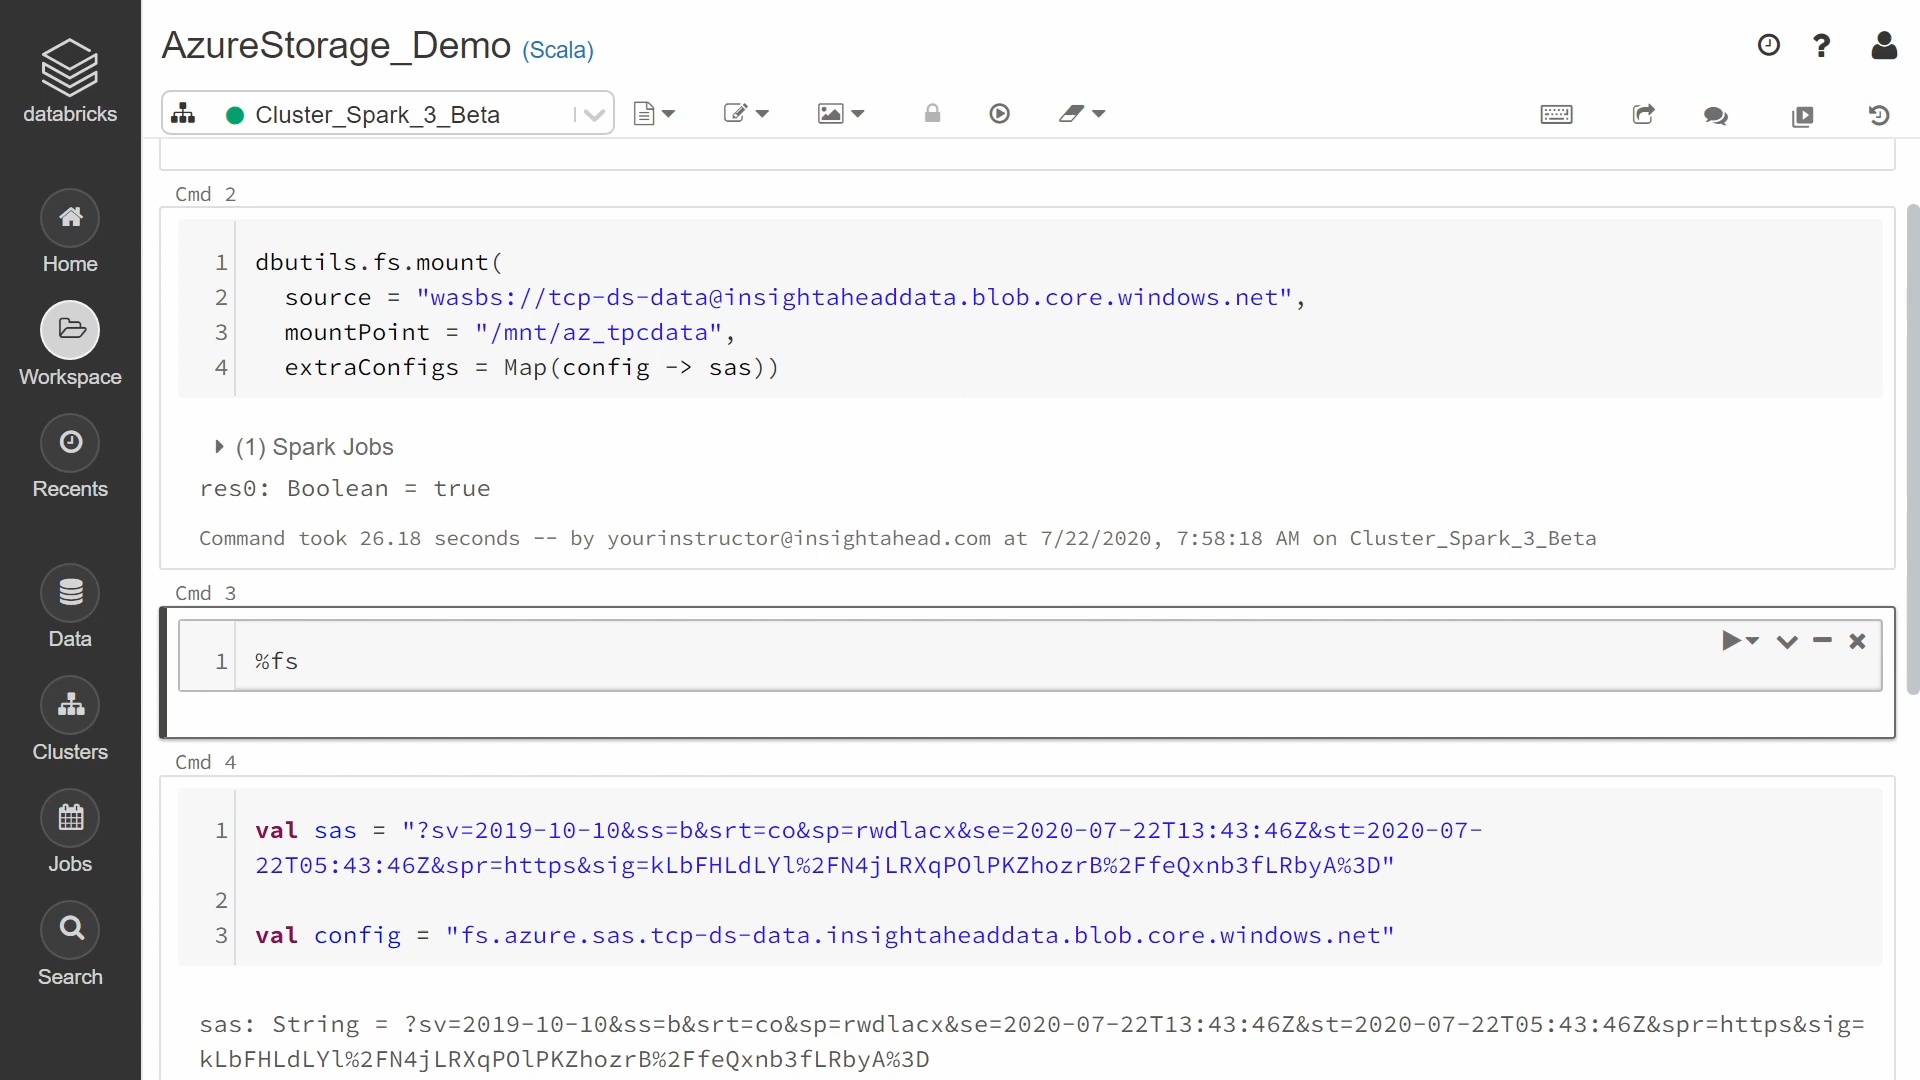 AzureStorage_Demo (Scala)
databricks
Cluster_Spark_3_Beta
Home
Workspace
Recents
Data
Clusters
Jobs
Search
Cmd 2
1 dbutils.fs.mount(
2 source = "wasbs://tcp-ds-data@insightaheaddata.blob.core.windows.net",
3 mountPoint = "/mnt/az_tpcdata",
4 extraConfigs = Map(config -> sas))
(1) Spark Jobs
res0: Boolean = true
Command took 26.18 seconds -- by yourinstructor@insightahead.com at 7/22/2020, 7:58:18 AM on Cluster_Spark_3_Beta
Cmd 3
1 %fs
Cmd 4
1 val sas = "?sv=2019-10-10&ss=b&srt=co&sp=rwdlacx&se=2020-07-22T13:43:46Z&st=2020-07-
22T05:43:46Z&spr=https&sig=kLbFHLdLYl%2FN4jLRXqPOlPKZhozrB%2FfeQxnb3fLRbyA%3D"
2
3 val config = "fs.azure.sas.tcp-ds-data.insightaheaddata.blob.core.windows.net"
sas: String = ?sv=2019-10-10&ss=b&srt=co&sp=rwdlacx&se=2020-07-22T13:43:46Z&st=2020-07-22T05:43:46Z&spr=https&sig=
kLbFHLdLYl%2FN4jLRXqPOlPKZhozrB%2FfeQxnb3fLRbyA%3D